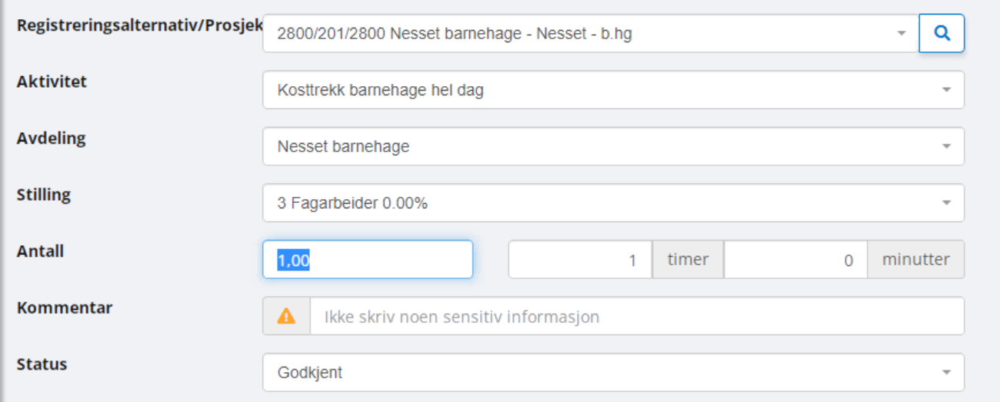 Registreringsalternativ/Prosjek 2800/201/2800 Nesset barnehage - Nesset - b.hg
Aktivitet Kosttrekk barnehage hel dag
Avdeling Nesset barnehage
Stilling 3 Fagarbeider 0.00%
Antall 1,00 1 timer 0 minutter
Kommentar Ikke skriv noen sensitiv informasjon
Status Godkjent